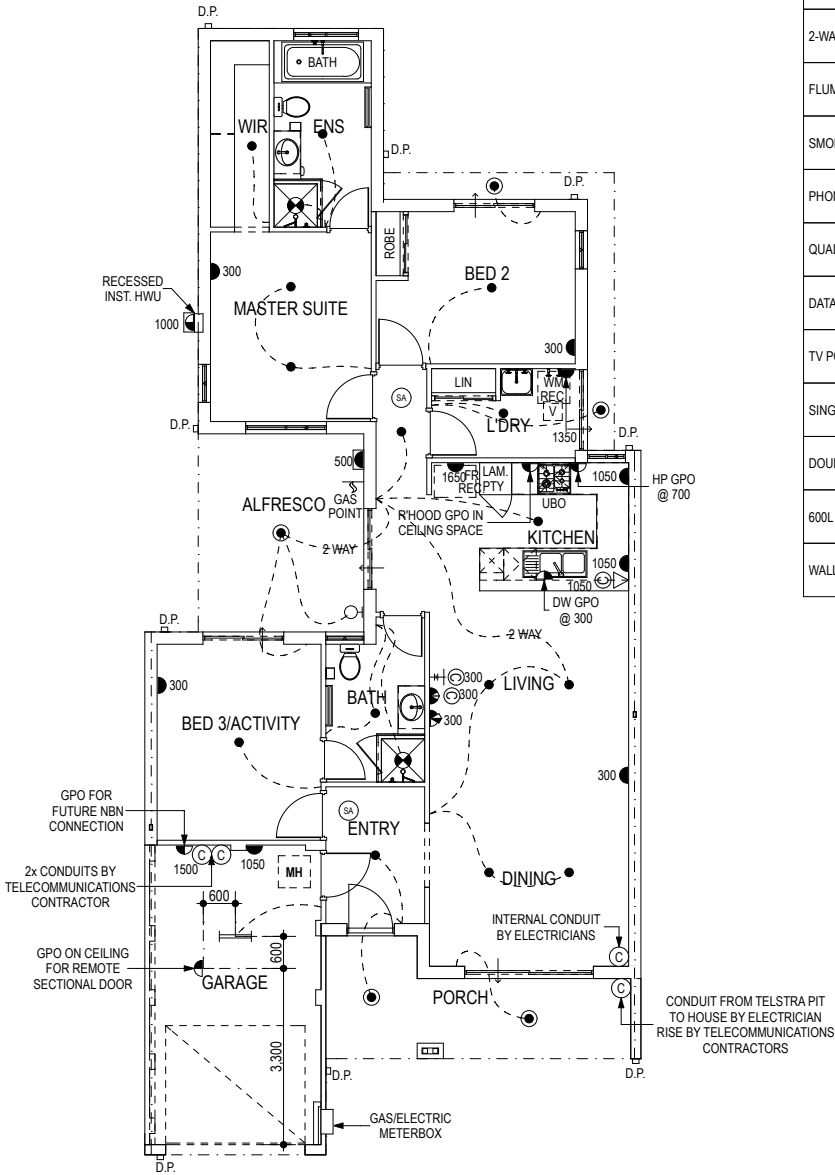 D.P.
BATH
WIR
ENS
D.P.
D.P.
ROBE
BED 2
RECESSED
INST. HWU
300
1000
MASTER SUITE
300
LIN
WM
REC.
V
L'DRY
SA
1350
D.P.
D.P.
500
1650
FR
REC.
LAM.
PTY
UBO
1050
HP GPO
@ 700
ALFRESCO
GAS
POINT
R'HOOD GPO IN
CEILING SPACE
KITCHEN
2 WAY
1050
1050
C
DW GPO
@ 300
D.P.
2 WAY
C
300
C
300
300
LIVING
300
BATH
BED 3/ACTIVITY
300
SA
ENTRY
GPO FOR
FUTURE NBN
CONNECTION
1500
C
C
1050
MH
2x CONDUITS BY
TELECOMMUNICATIONS
CONTRACTOR
600
600
DINING
INTERNAL CONDUIT
BY ELECTRICIANS
C
GPO ON CEILING
FOR REMOTE
SECTIONAL DOOR
GARAGE
PORCH
C
CONDUIT FROM TELSTRA PIT
TO HOUSE BY ELECTRICIAN
RISE BY TELECOMMUNICATIONS
CONTRACTORS
3,300
D.P.
D.P.
GAS/ELECTRIC
METERBOX
D.P.
2-WA
FLUM
SMO
PHON
QUA
DATA
TV PO
SING
DOU
600L
WALL